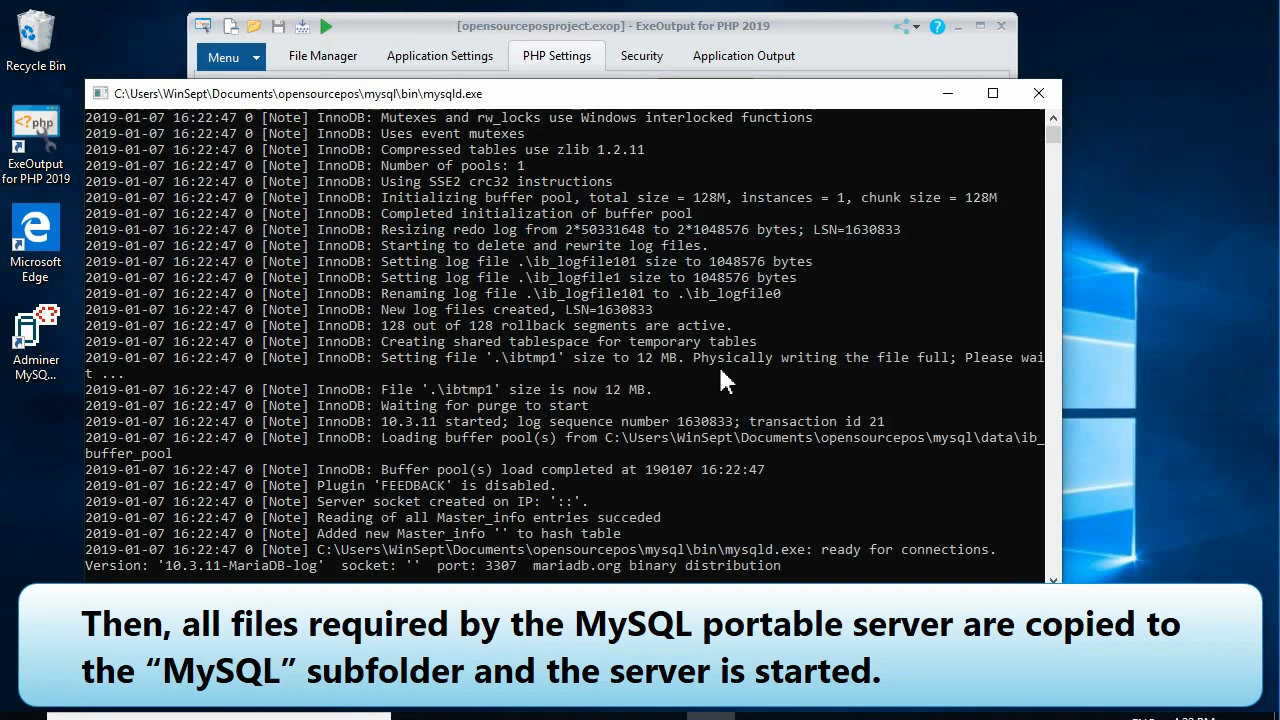 [opensourceposproject.exop] - ExeOutput for PHP 2019
Menu
File Manager
Application Settings
PHP Settings
Security
Application Output
Recycle Bin
<?php
ExeOutput
for PHP 2019
Microsoft
Edge
Adminer
MySQ...
C:\Users\WinSept\Documents\opensourcepos\mysql\bin\mysqld.exe
2019-01-07 16:22:47 0 [Note] InnoDB: Mutexes and rw_locks use Windows interlocked functions
2019-01-07 16:22:47 0 [Note] InnoDB: Uses event mutexes
2019-01-07 16:22:47 0 [Note] InnoDB: Compressed tables use zlib 1.2.11
2019-01-07 16:22:47 0 [Note] InnoDB: Number of pools: 1
2019-01-07 16:22:47 0 [Note] InnoDB: Using SSE2 crc32 instructions
2019-01-07 16:22:47 0 [Note] InnoDB: Initializing buffer pool, total size = 128M, instances = 1, chunk size = 128M
2019-01-07 16:22:47 0 [Note] InnoDB: Completed initialization of buffer pool
2019-01-07 16:22:47 0 [Note] InnoDB: Resizing redo log from 2*50331648 to 2*1048576 bytes; LSN=1630833
2019-01-07 16:22:47 0 [Note] InnoDB: Starting to delete and rewrite log files.
2019-01-07 16:22:47 0 [Note] InnoDB: Setting log file .\ib_logfile101 size to 1048576 bytes
2019-01-07 16:22:47 0 [Note] InnoDB: Setting log file .\ib_logfile1 size to 1048576 bytes
2019-01-07 16:22:47 0 [Note] InnoDB: Renaming log file .\ib_logfile101 to .\ib_logfile0
2019-01-07 16:22:47 0 [Note] InnoDB: New log files created, LSN=1630833
2019-01-07 16:22:47 0 [Note] InnoDB: 128 out of 128 rollback segments are active.
2019-01-07 16:22:47 0 [Note] InnoDB: Creating shared tablespace for temporary tables
2019-01-07 16:22:47 0 [Note] InnoDB: Setting file '.\ibtmp1' size to 12 MB. Physically writing the file full; Please wai
t ...
2019-01-07 16:22:47 0 [Note] InnoDB: File '.\ibtmp1' size is now 12 MB.
2019-01-07 16:22:47 0 [Note] InnoDB: Waiting for purge to start
2019-01-07 16:22:47 0 [Note] InnoDB: 10.3.11 started; log sequence number 1630833; transaction id 21
2019-01-07 16:22:47 0 [Note] InnoDB: Loading buffer pool(s) from C:\Users\WinSept\Documents\opensourcepos\mysql\data\ib_
buffer_pool
2019-01-07 16:22:47 0 [Note] InnoDB: Buffer pool(s) load completed at 190107 16:22:47
2019-01-07 16:22:47 0 [Note] Plugin 'FEEDBACK' is disabled.
2019-01-07 16:22:47 0 [Note] Server socket created on IP: '::'.
2019-01-07 16:22:47 0 [Note] Reading of all Master_info entries succeded
2019-01-07 16:22:47 0 [Note] Added new Master_info '' to hash table
2019-01-07 16:22:47 0 [Note] C:\Users\WinSept\Documents\opensourcepos\mysql\bin\mysqld.exe: ready for connections.
Version: '10.3.11-MariaDB-log'  socket: ''  port: 3307  mariadb.org binary distribution
Then, all files required by the MySQL portable server are copied to
the “MySQL” subfolder and the server is started.